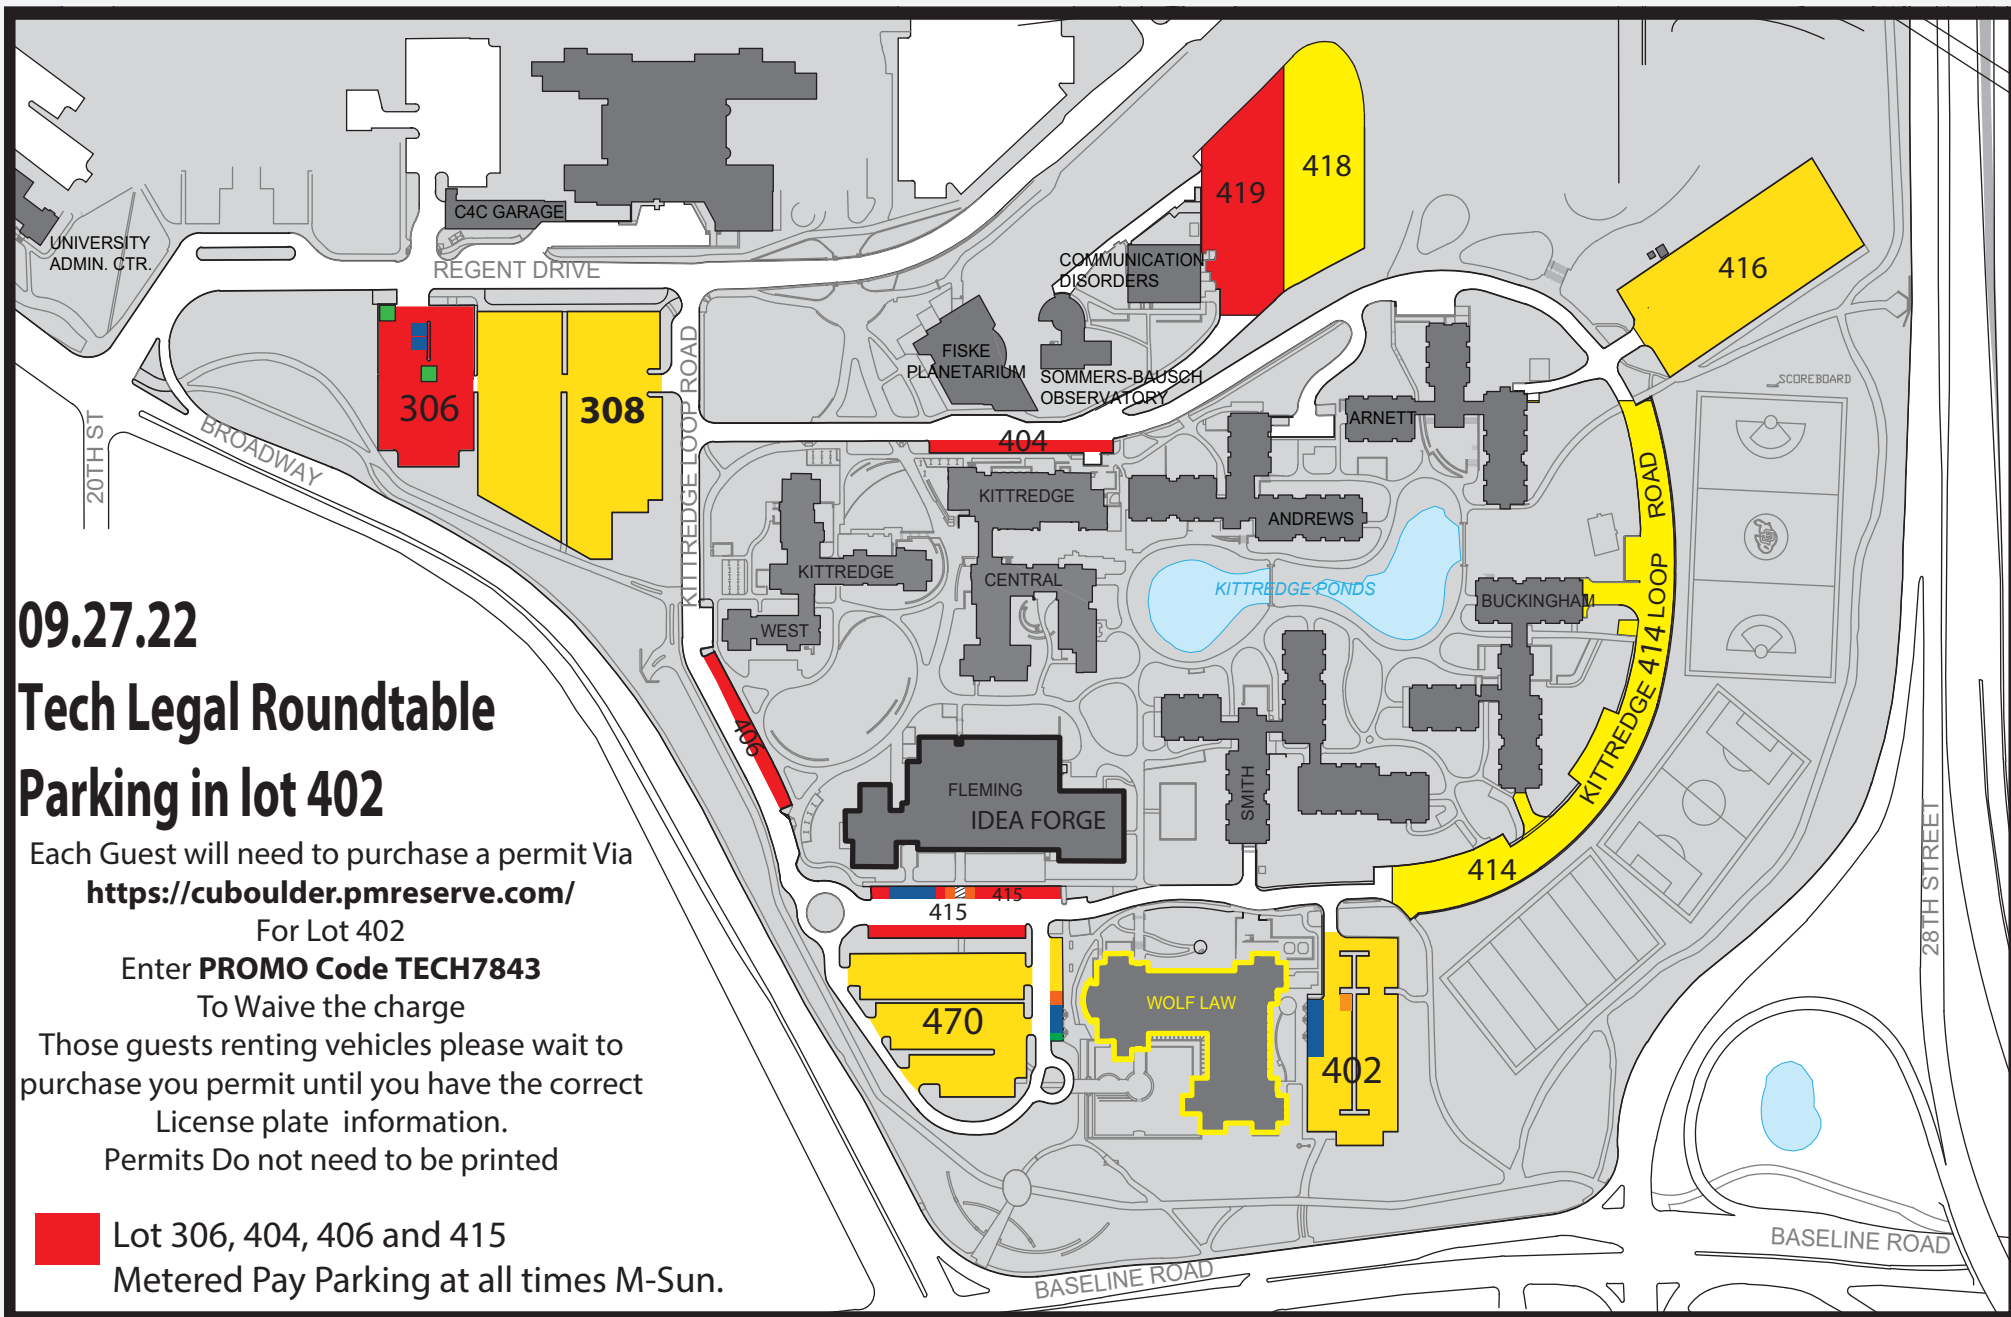 C4C GARAGE
UNIVERSITY
ADMIN. CTR.
REGENT DRIVE
419
418
416
COMMUNICATION
DISORDERS
FISKE
PLANETARIUM
SOMMERS-BAUSCH
OBSERVATORY
SCOREBOARD
306
308
KITTREDGE LOOP ROAD
20TH ST
BROADWAY
404
ARNETT
KITTREDGE
ANDREWS
KITTREDGE
CENTRAL
WEST
KITTREDGE PONDS
BUCKINGHAM
KITTREDGE 414 LOOP ROAD
406
FLEMING
IDEA FORGE
SMITH
414
415
415
28TH STREET
WOLF LAW
470
402
BASELINE ROAD
BASELINE ROAD
09.27.22
Tech Legal Roundtable
Parking in lot 402
Each Guest will need to purchase a permit Via
https://cuboulder.pmreserve.com/
For Lot 402
Enter PROMO Code TECH7843
To Waive the charge
Those guests renting vehicles please wait to
purchase you permit until you have the correct
License plate information.
Permits Do not need to be printed
Lot 306, 404, 406 and 415
Metered Pay Parking at all times M-Sun.